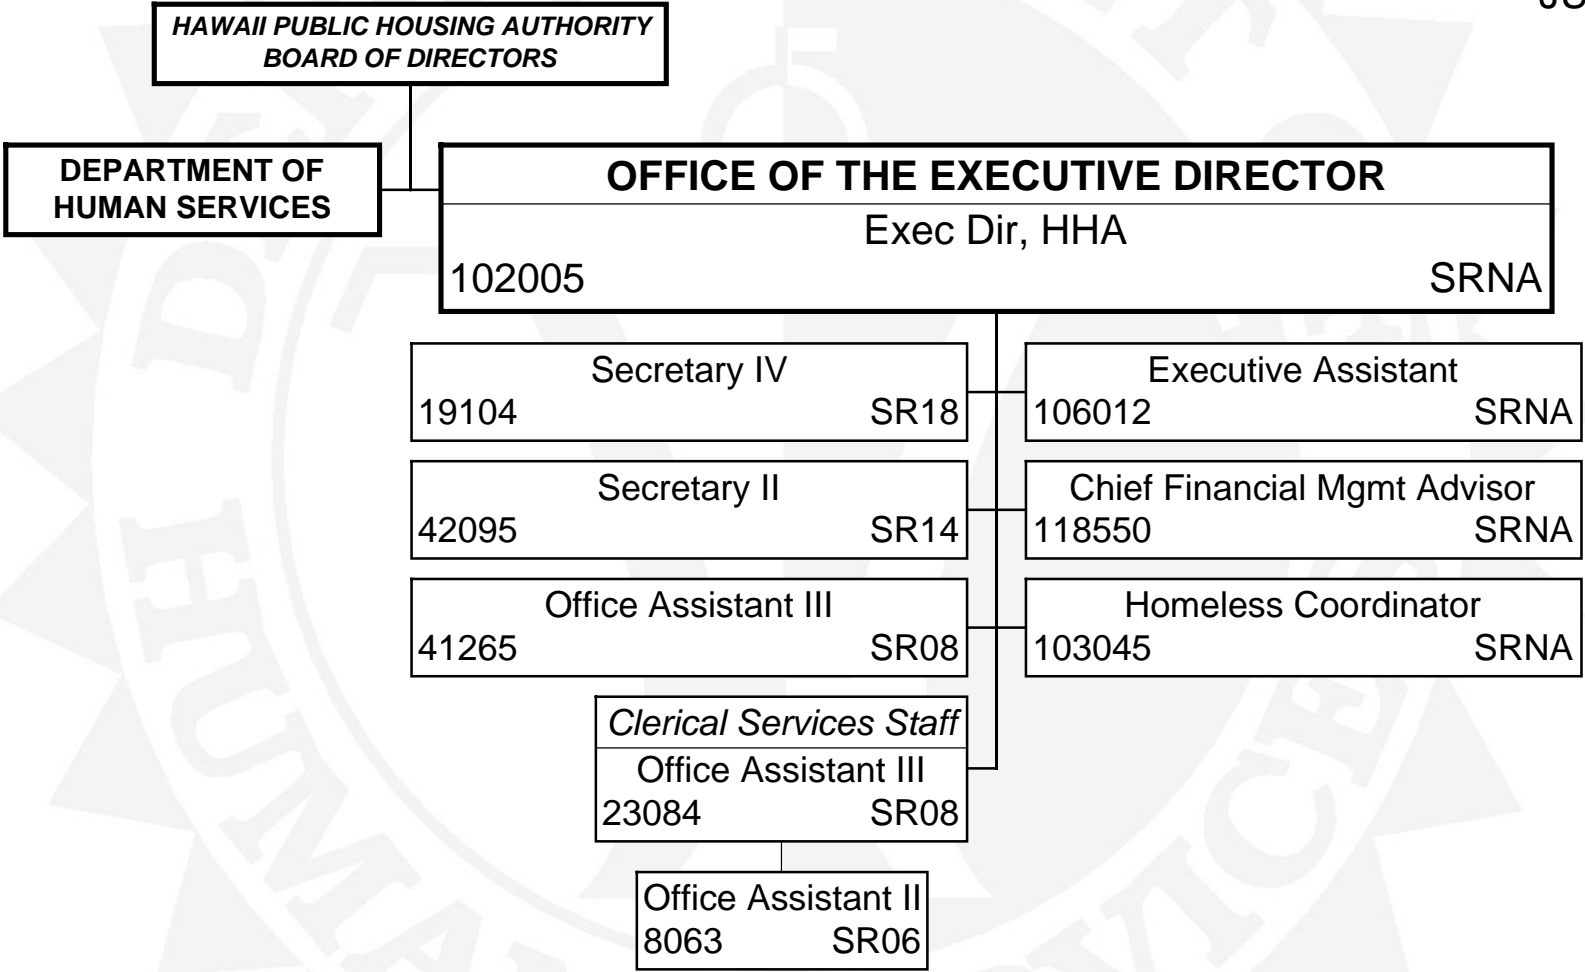 HAWAII PUBLIC HOUSING AUTHORITY
BOARD OF DIRECTORS
DEPARTMENT OF
HUMAN SERVICES
OFFICE OF THE EXECUTIVE DIRECTOR
Exec Dir, HHA
102005 SRNA
Secretary IV
19104 SR18
Executive Assistant
106012 SRNA
Secretary II
42095 SR14
Chief Financial Mgmt Advisor
118550 SRNA
Office Assistant III
41265 SR08
Homeless Coordinator
103045 SRNA
Clerical Services Staff
Office Assistant III
23084 SR08
Office Assistant II
8063 SR06